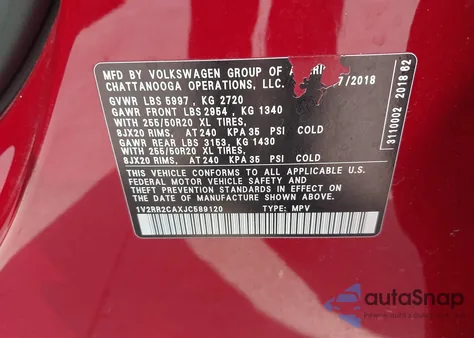 MFD BY VOLKSWAGEN GROUP OF A ERI
CHATTANOOGA OPERATIONS, LLC. 7/2018
GVWR LBS 5997, KG 2720
GAWR FRONT LBS 2954, KG 1340
WITH 255/50R20 XL TIRES,
8JX20 RIMS, AT 240 KPA 35 PSI COLD
GAWR REAR LBS 3153, KG 1430
WITH 255/50R20 XL TIRES,
8JX20 RIMS, AT 240 KPA 35 PSI COLD
THIS VEHICLE CONFORMS TO ALL APPLICABLE U.S.
FEDERAL MOTOR VEHICLE SAFETY AND
THEFT PREVENTION STANDARDS IN EFFECT ON
THE DATE OF MANUFACTURE SHOWN ABOVE.
1V2RR2CAXJC589120 TYPE: MPV
3110002 2018 62
autoSnap